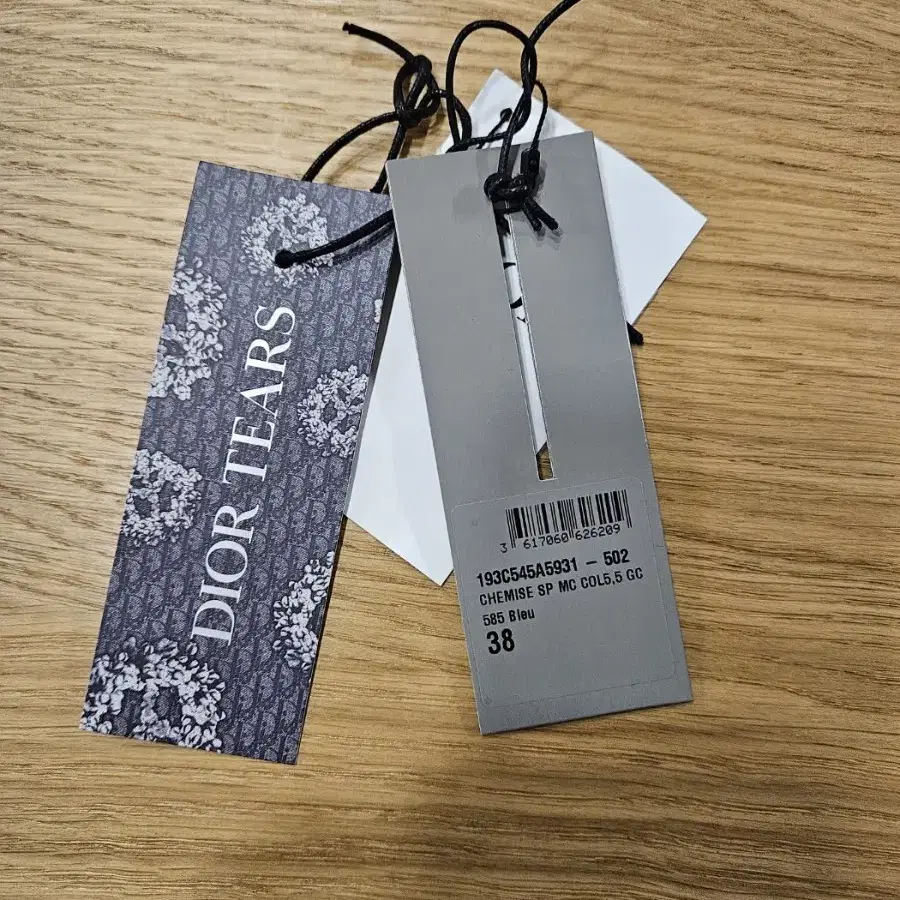 DIOR TEARS
3 617060 626209
193C545A5931 - 502
CHEMISE SP MC COL5,5 GC
585 Bleu
38